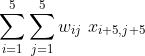 \sum_{i=1}^{5} \sum_{j=1}^{5} w_{ij} \ x_{i+5,j+5}